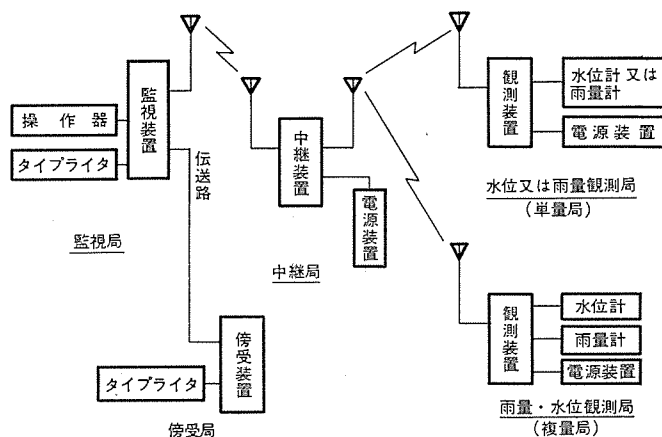 操作器
タイプライタ
監視装置
監視局
伝送路
中継装置
電源装置
中継局
観測装置
水位計又は
雨量計
電源装置
水位又は雨量観測局
(単量局)
観測装置
水位計
雨量計
電源装置
雨量・水位観測局
(複量局)
タイプライタ
傍受装置
傍受局